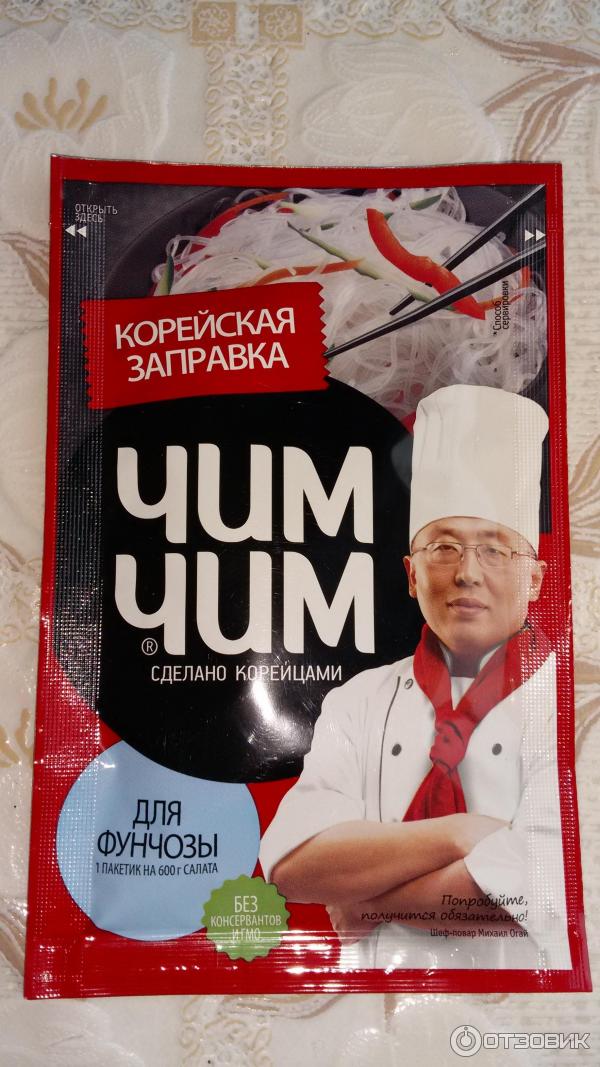 ОТКРЫТЬ
ЗДЕСЬ
*Способ
сервировки
КОРЕЙСКАЯ
ЗАПРАВКА
ЧИМ
ЧИМ
®
СДЕЛАНО КОРЕЙЦАМИ
ДЛЯ
ФУНЧОЗЫ
1 ПАКЕТИК НА 600 г САЛАТА
БЕЗ
КОНСЕРВАНТОВ
И ГМО
Попробуйте,
получится обязательно!
Шеф-повар Михаил Огай
ОТЗОВИК